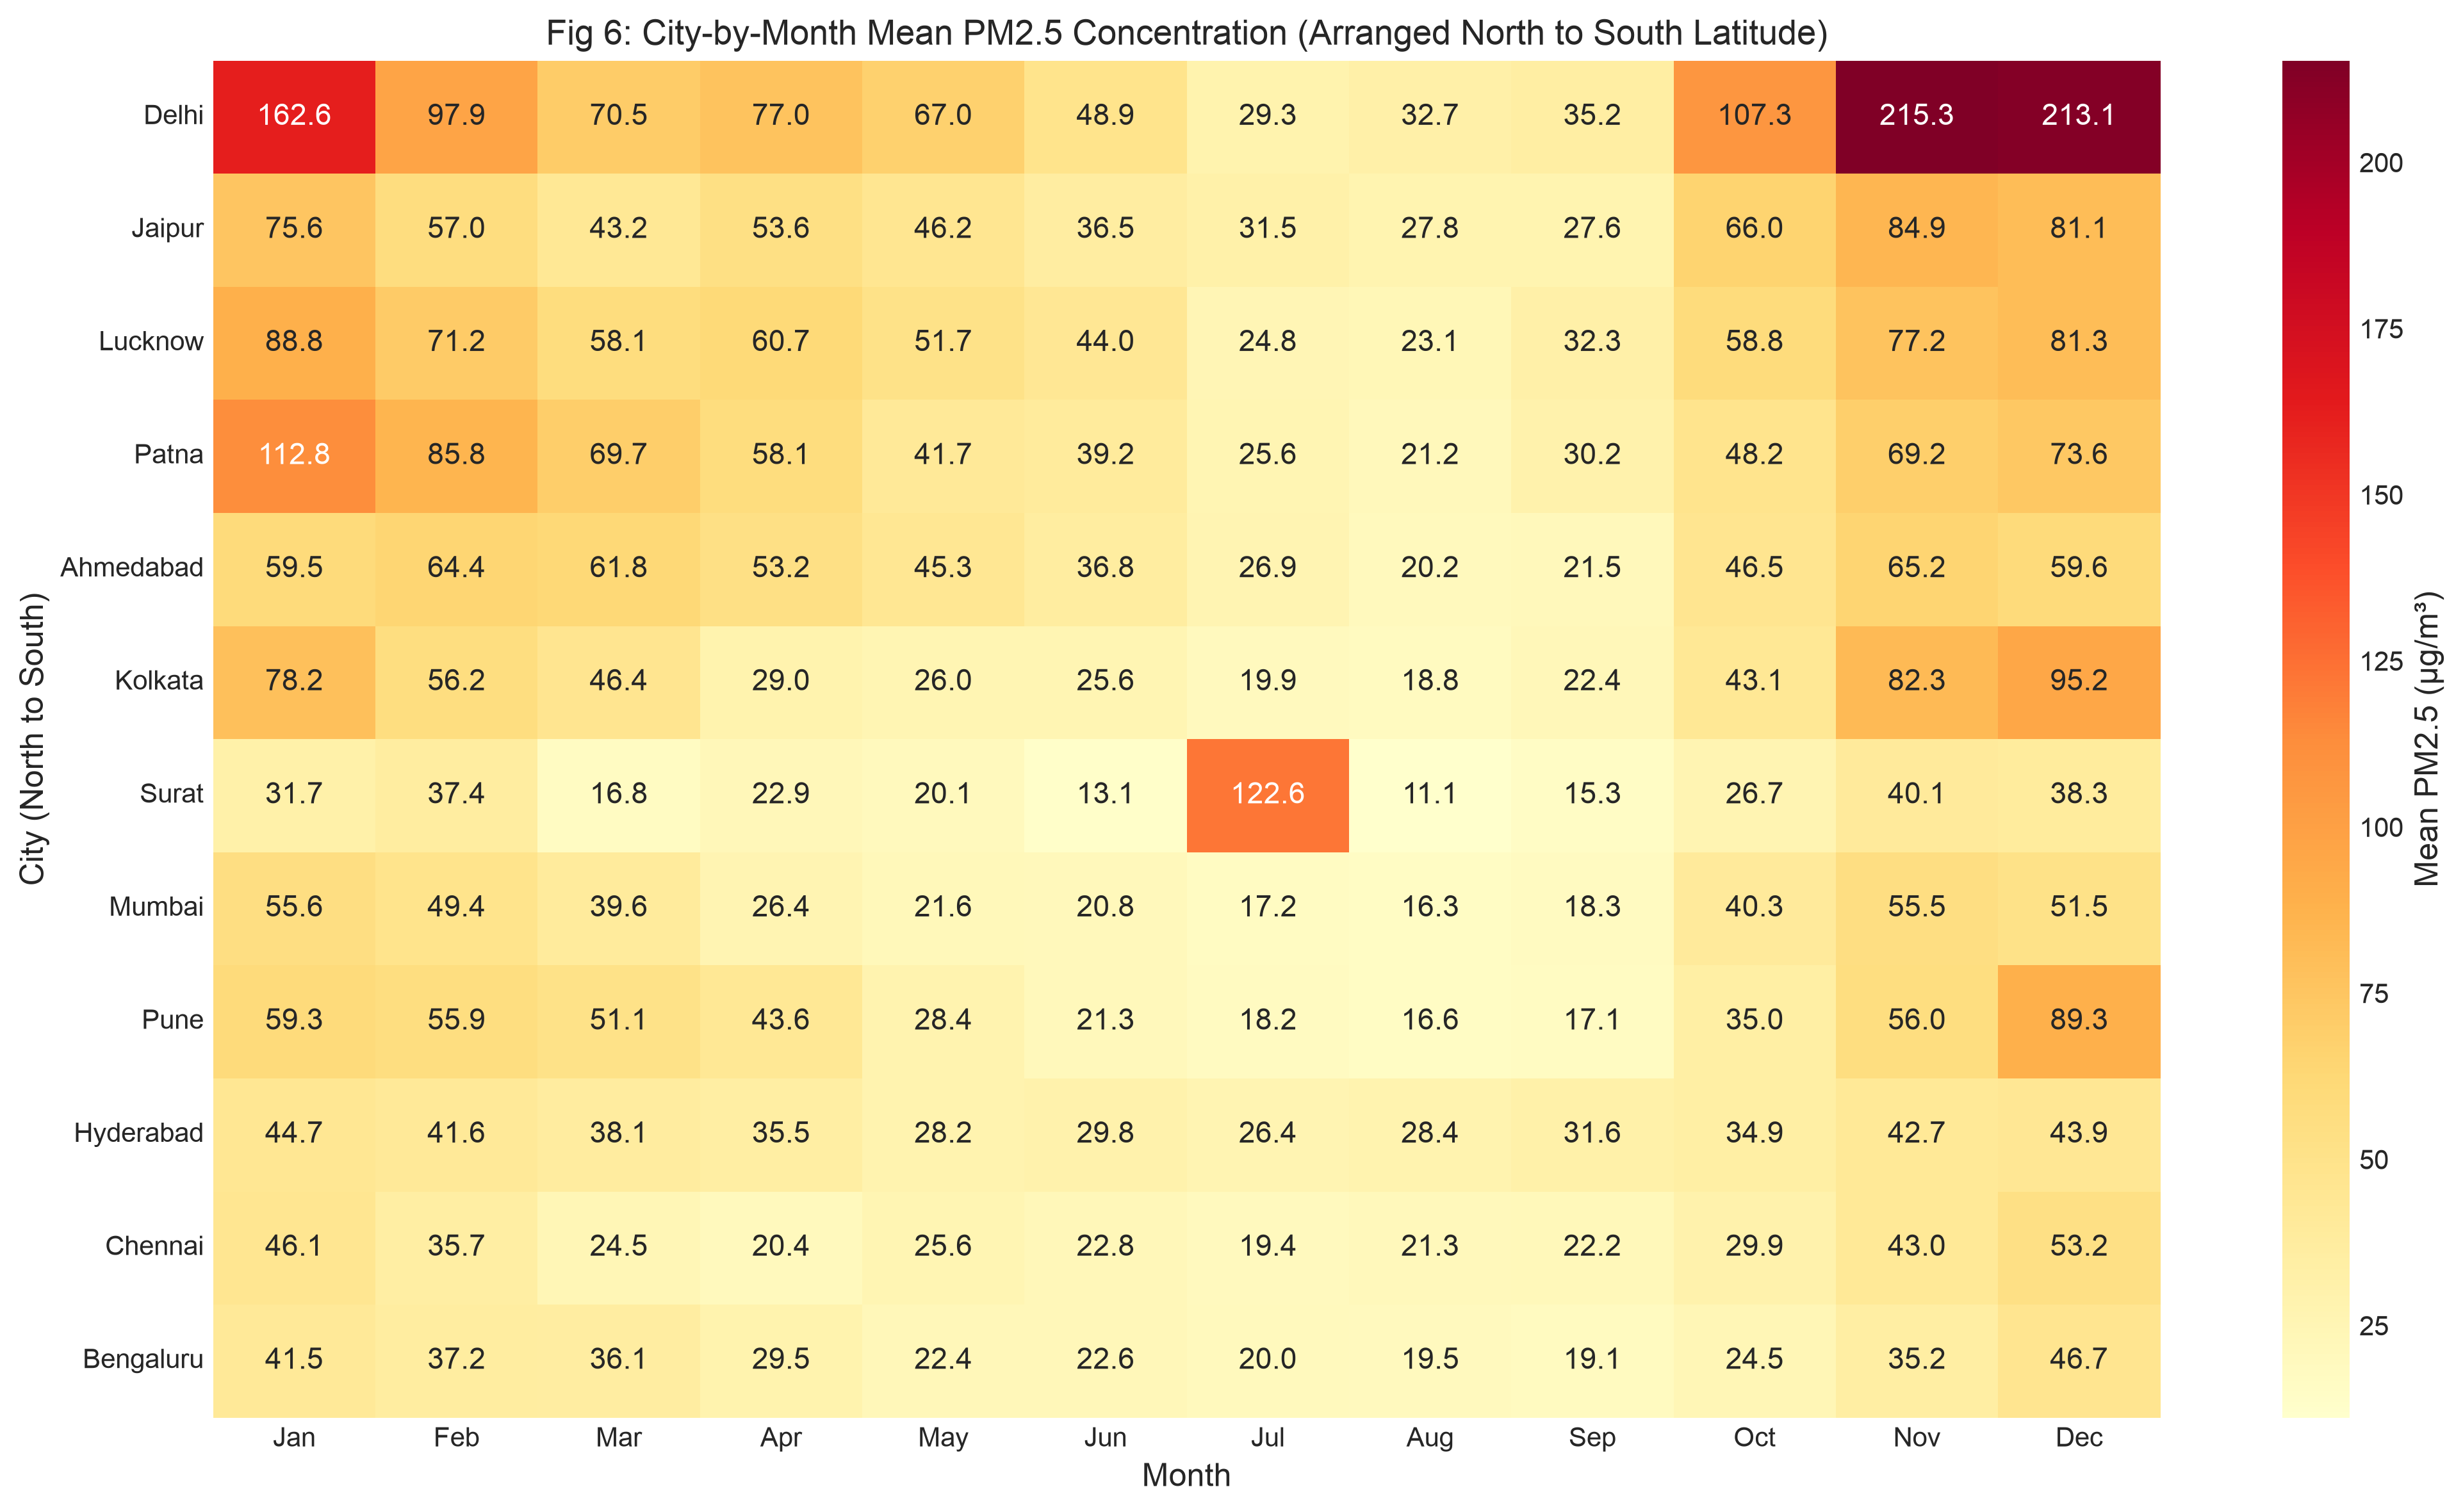 Fig 6: City-by-Month Mean PM2.5 Concentration (Arranged North to South Latitude)
City (North to South)
Delhi 162.6 97.9 70.5 77.0 67.0 48.9 29.3 32.7 35.2 107.3 215.3 213.1
Jaipur 75.6 57.0 43.2 53.6 46.2 36.5 31.5 27.8 27.6 66.0 84.9 81.1
Lucknow 88.8 71.2 58.1 60.7 51.7 44.0 24.8 23.1 32.3 58.8 77.2 81.3
Patna 112.8 85.8 69.7 58.1 41.7 39.2 25.6 21.2 30.2 48.2 69.2 73.6
Ahmedabad 59.5 64.4 61.8 53.2 45.3 36.8 26.9 20.2 21.5 46.5 65.2 59.6
Kolkata 78.2 56.2 46.4 29.0 26.0 25.6 19.9 18.8 22.4 43.1 82.3 95.2
Surat 31.7 37.4 16.8 22.9 20.1 13.1 122.6 11.1 15.3 26.7 40.1 38.3
Mumbai 55.6 49.4 39.6 26.4 21.6 20.8 17.2 16.3 18.3 40.3 55.5 51.5
Pune 59.3 55.9 51.1 43.6 28.4 21.3 18.2 16.6 17.1 35.0 56.0 89.3
Hyderabad 44.7 41.6 38.1 35.5 28.2 29.8 26.4 28.4 31.6 34.9 42.7 43.9
Chennai 46.1 35.7 24.5 20.4 25.6 22.8 19.4 21.3 22.2 29.9 43.0 53.2
Bengaluru 41.5 37.2 36.1 29.5 22.4 22.6 20.0 19.5 19.1 24.5 35.2 46.7
Jan Feb Mar Apr May Jun Jul Aug Sep Oct Nov Dec
Month
200
175
150
125
100
75
50
25
Mean PM2.5 (µg/m³)